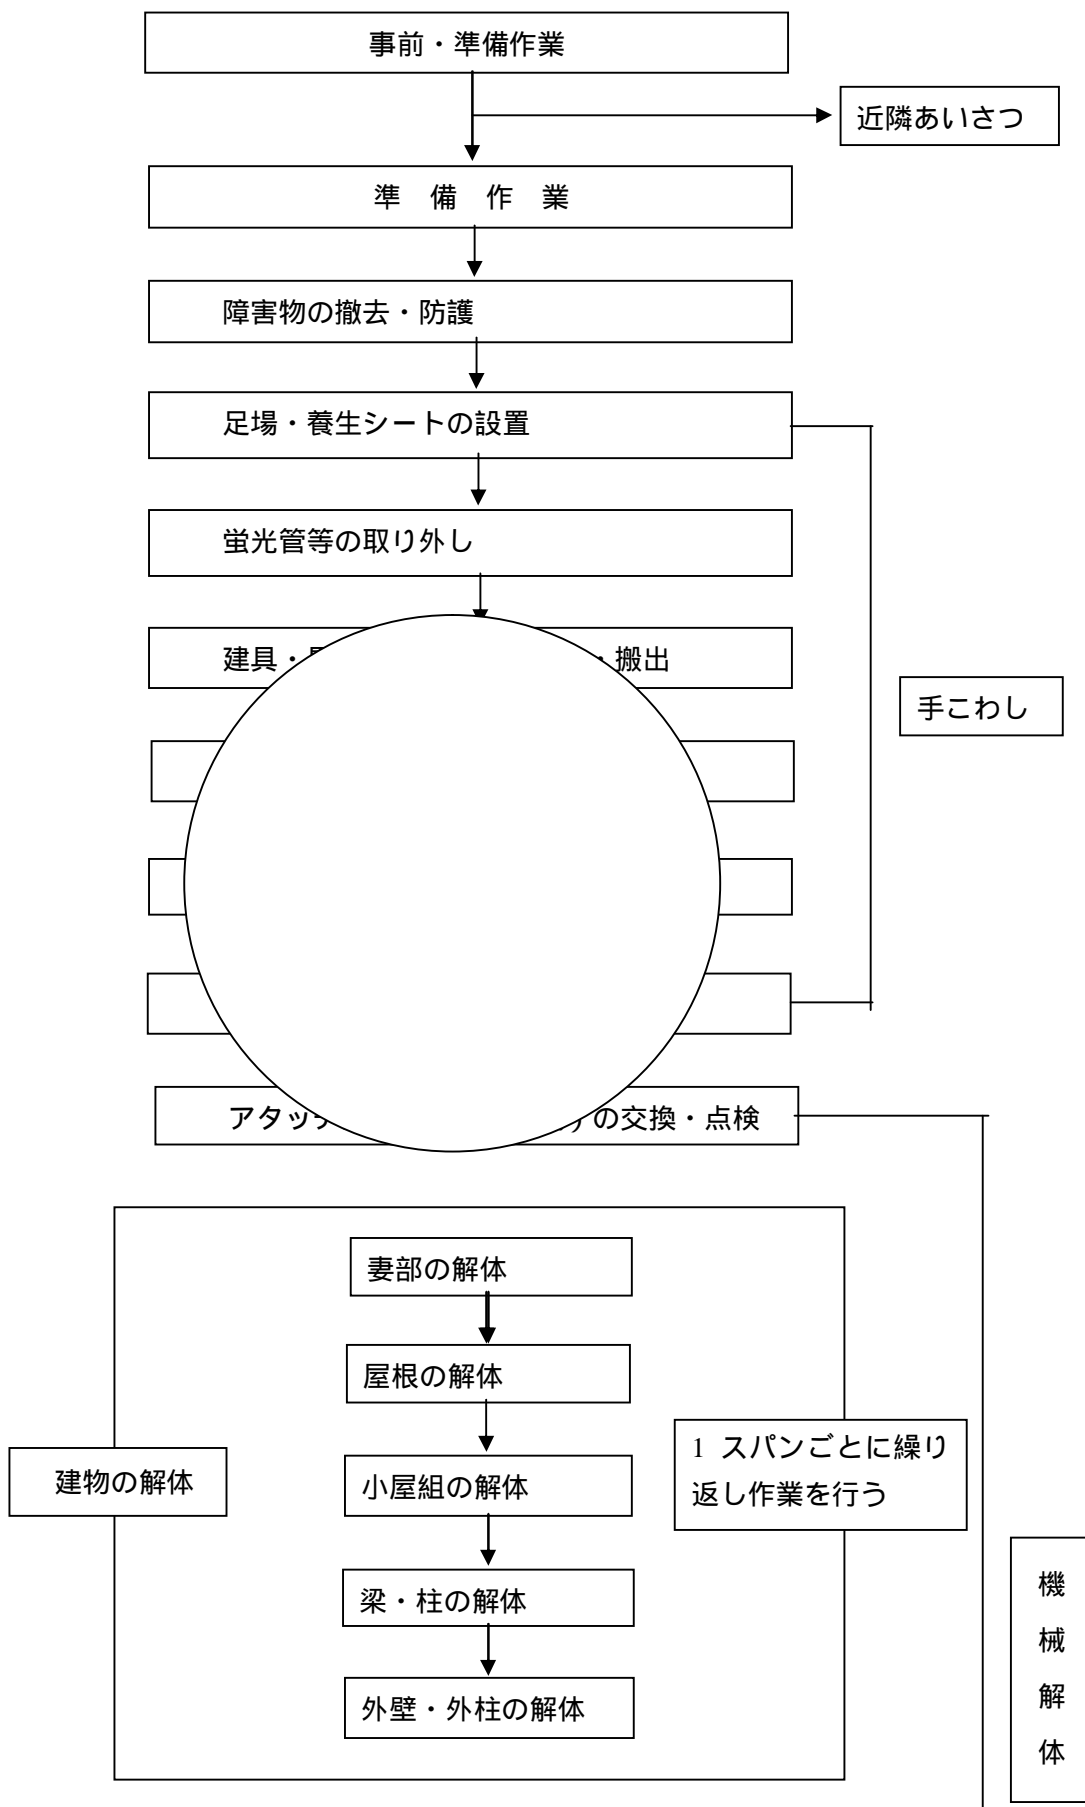 事前・準備作業
近隣あいさつ
準 備 作 業
障害物の撤去・防護
足場・養生シートの設置
蛍光管等の取り外し
建具・
・搬出
手こわし
アタッ
の交換・点検
妻部の解体
屋根の解体
1 スパンごとに繰り
返し作業を行う
建物の解体
小屋組の解体
梁・柱の解体
外壁・外柱の解体
機
械
解
体